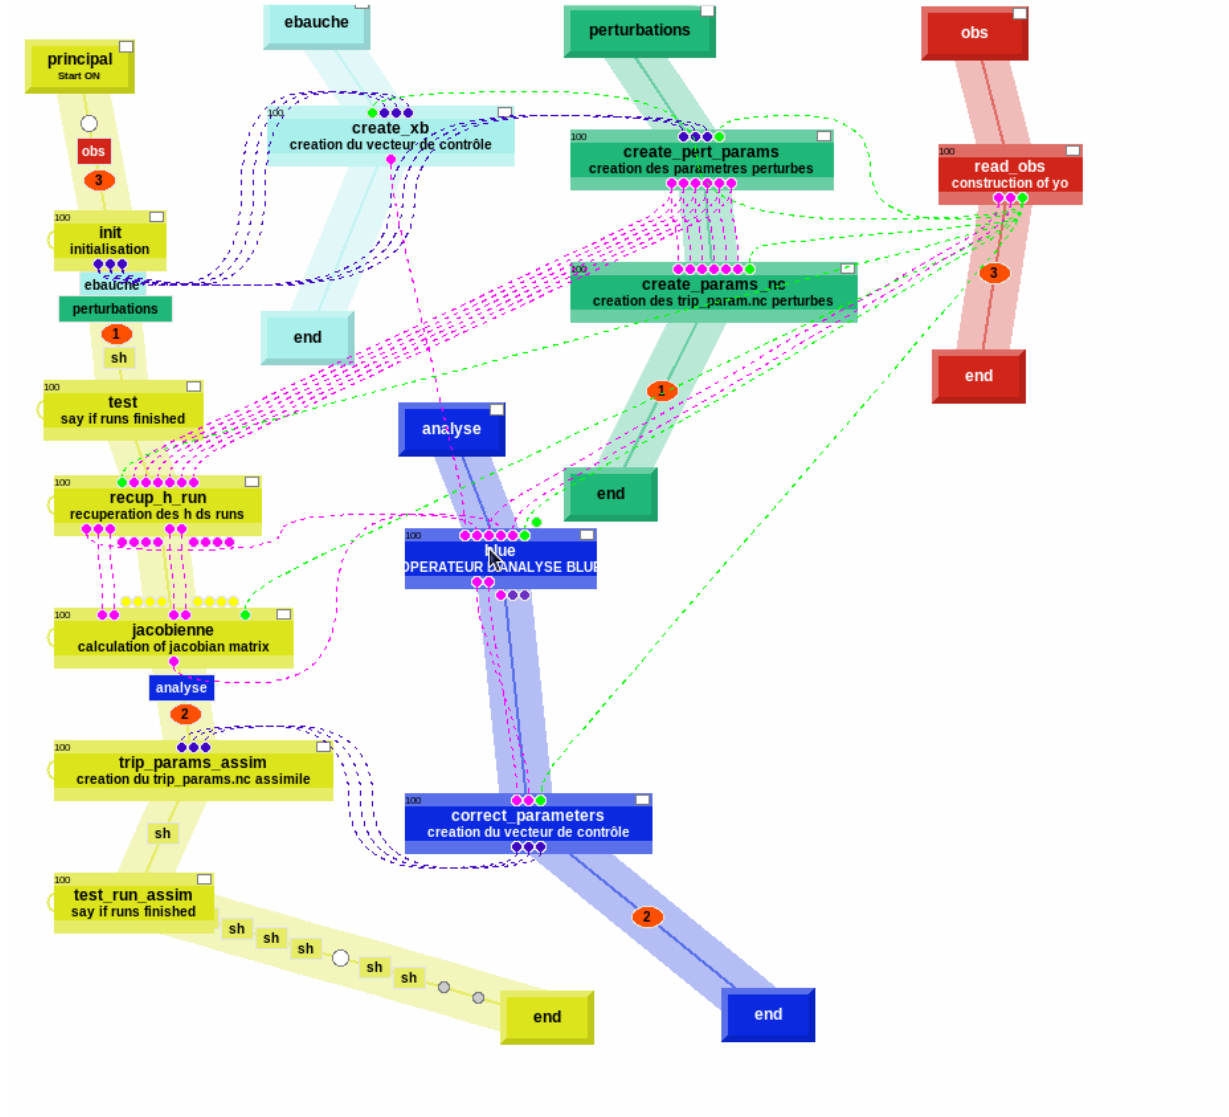 principal
Start ON
obs
3
100
init
initialisation
ebauche
perturbations
1
sh
100
test
say if runs finished
100
recup_h_run
recuperation des h ds runs
100
jacobienne
calculation of jacobian matrix
analyse
2
100
trip_params_assim
creation du trip_params.nc assimile
sh
100
test_run_assim
say if runs finished
sh
sh
sh
sh
sh
end
ebauche
100
create_xb
creation du vecteur de contrôle
end
analyse
100
blue
OPERATEUR D'ANALYSE BLUE
100
correct_parameters
creation du vecteur de contrôle
2
end
perturbations
100
create_pert_params
creation des parametres perturbes
100
create_params_nc
creation des trip_param.nc perturbes
1
end
obs
100
read_obs
construction of yo
3
end